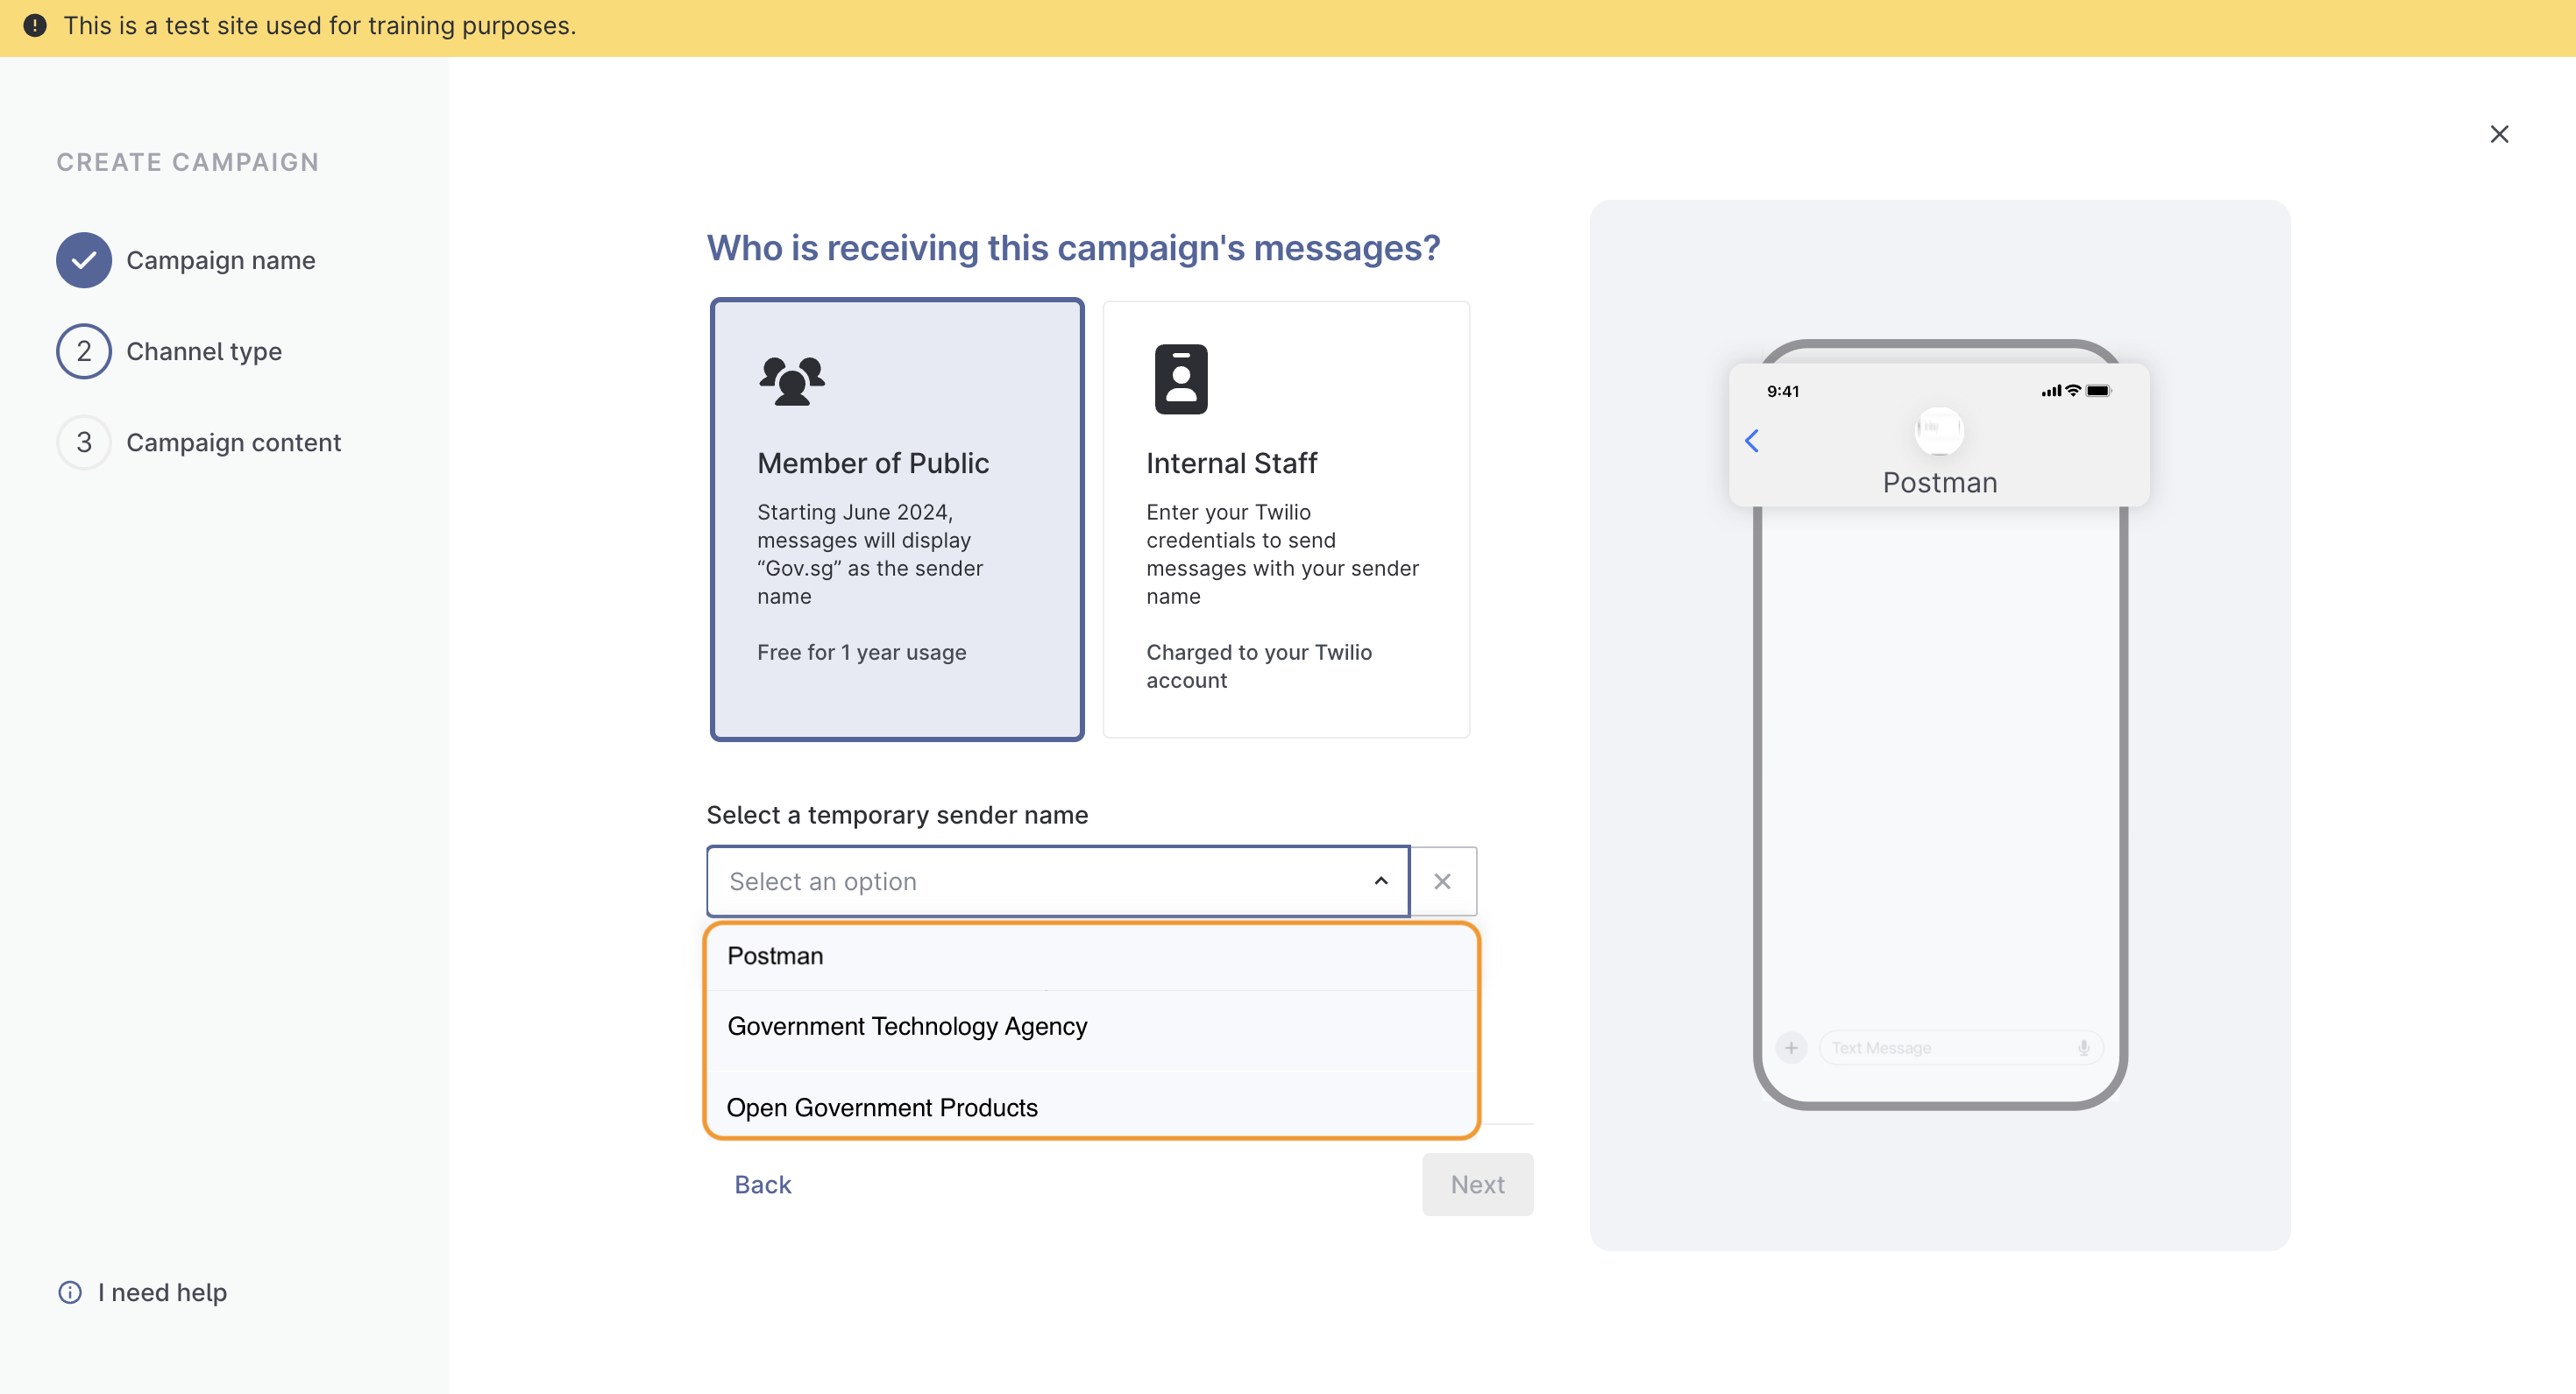 This is a test site used for training purposes.
CREATE CAMPAIGN
Campaign name
2 Channel type
3 Campaign content
I need help
Who is receiving this campaign's messages?
Member of Public
Starting June 2024,
messages will display
“Gov.sg” as the sender
name
Free for 1 year usage
Internal Staff
Enter your Twilio
credentials to send
messages with your sender
name
Charged to your Twilio
account
Select a temporary sender name
Select an option
Postman
Government Technology Agency
Open Government Products
Back
Next
9:41
Postman
Text Message